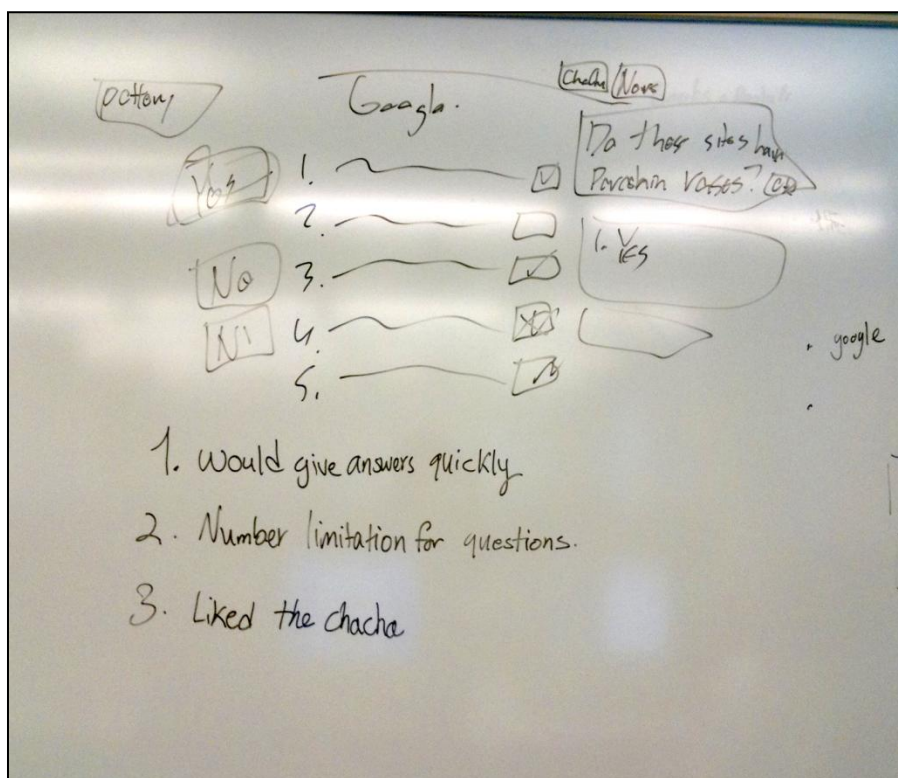 Chacha
pottery
Google.
Do these sites have
Porcelain Vases?
Yes
1.
2.
1. Yes
No
3.
4.
google
5.
1. Would give answers quickly
2. Number limitation for questions.
3. Liked the chacha